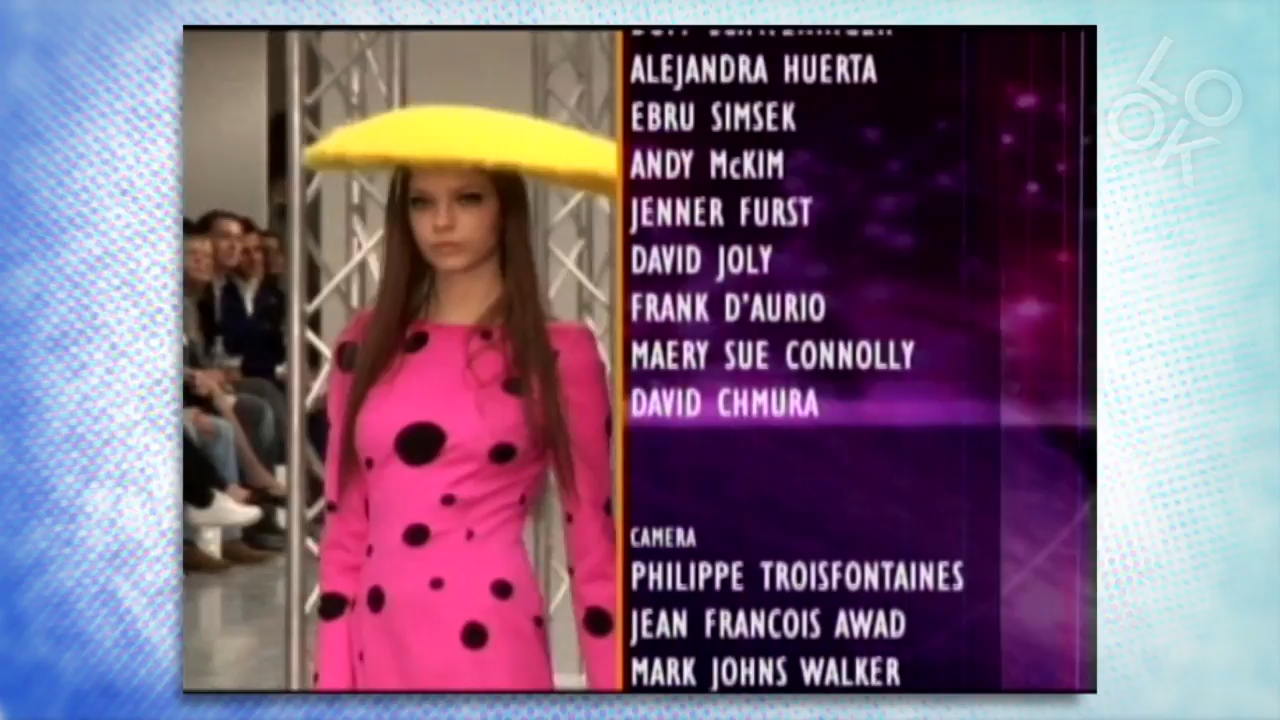 ALEJANDRA HUERTA
EBRU SIMSEK
ANDY McKIM
JENNER FURST
DAVID JOLY
FRANK D'AURIO
MAERY SUE CONNOLLY
DAVID CHMURA
CAMERA
PHILIPPE TROISFONTAINES
JEAN FRANCOIS AWAD
MARK JOHNS WALKER
LOOK